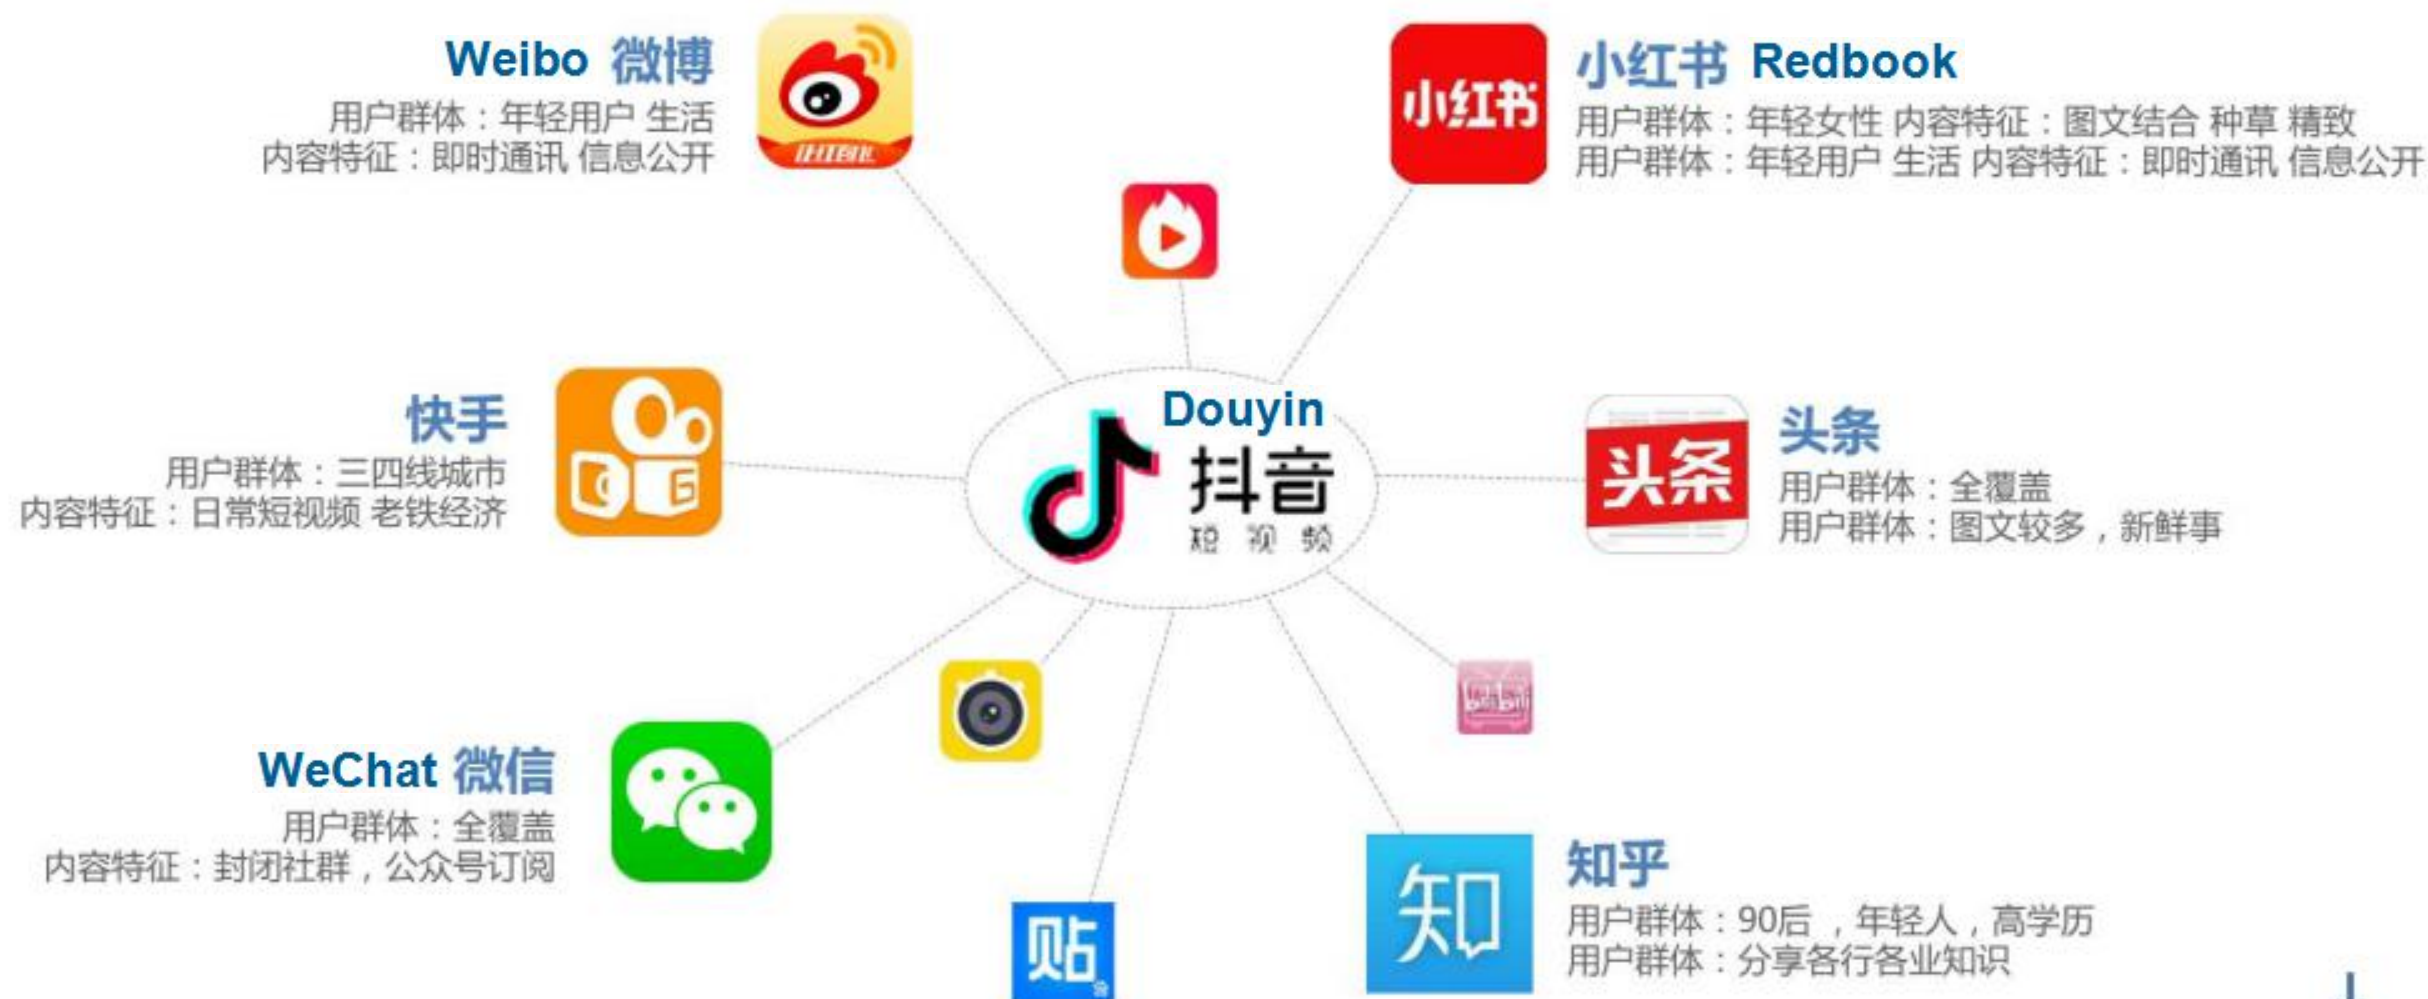 Weibo 微博
用户群体：年轻用户 生活
内容特征：即时通讯 信息公开
小红书
小红书 Redbook
用户群体：年轻女性 内容特征：图文结合 种草 精致
用户群体：年轻用户 生活 内容特征：即时通讯 信息公开
快手
用户群体：三四线城市
内容特征：日常短视频 老铁经济
Douyin
抖音
短视频
头条
头条
用户群体：全覆盖
用户群体：图文较多，新鲜事
WeChat 微信
用户群体：全覆盖
内容特征：封闭社群，公众号订阅
bilibili
贴
知
知乎
用户群体：90后 ，年轻人，高学历
用户群体：分享各行各业知识